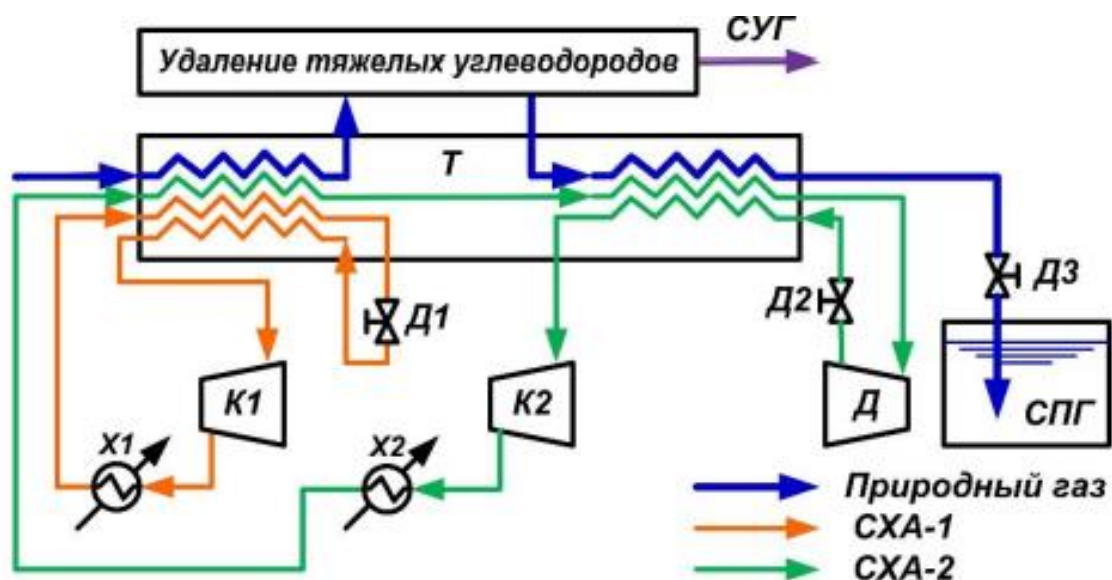 СУГ
Удаление тяжелых углеводородов
Т
Д1
Д2
Д3
К1
К2
Д
СПГ
Х1
Х2
Природный газ
СХА-1
СХА-2